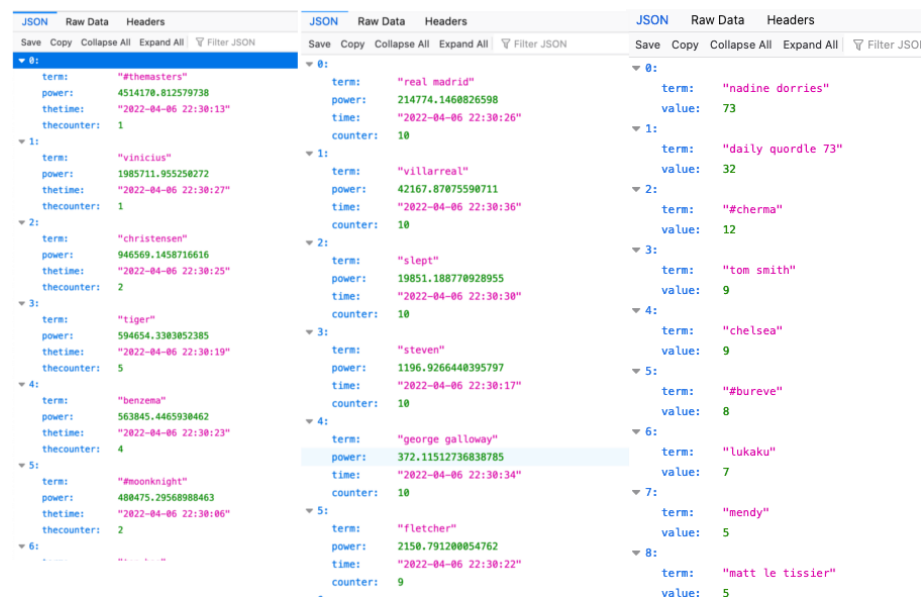 JSON Raw Data Headers
Save Copy Collapse All Expand All Filter JSON
0:
term: "#themasters"
power: 4514170.812579738
thetime: "2022-04-06 22:30:13"
thecounter: 1
1:
term: "vinicius"
power: 1985711.955250272
thetime: "2022-04-06 22:30:27"
thecounter: 1
2:
term: "christensen"
power: 946569.1458716616
thetime: "2022-04-06 22:30:25"
thecounter: 2
3:
term: "tiger"
power: 594654.3303052385
thetime: "2022-04-06 22:30:19"
thecounter: 5
4:
term: "benzema"
power: 563845.4465930462
thetime: "2022-04-06 22:30:23"
thecounter: 4
5:
term: "#moonknight"
power: 480475.29568988463
thetime: "2022-04-06 22:30:06"
thecounter: 2
6:
JSON Raw Data Headers
Save Copy Collapse All Expand All Filter JSON
0:
term: "real madrid"
power: 214774.1460826598
time: "2022-04-06 22:30:26"
counter: 10
1:
term: "villarreal"
power: 42167.87075590711
time: "2022-04-06 22:30:36"
counter: 10
2:
term: "slept"
power: 19851.188770928955
time: "2022-04-06 22:30:30"
counter: 10
3:
term: "steven"
power: 1196.9266440395797
time: "2022-04-06 22:30:17"
counter: 10
4:
term: "george galloway"
power: 372.11512736838785
time: "2022-04-06 22:30:34"
counter: 10
5:
term: "fletcher"
power: 2150.791200054762
time: "2022-04-06 22:30:22"
counter: 9
JSON Raw Data Headers
Save Copy Collapse All Expand All Filter JSO
0:
term: "nadine dorries"
value: 73
1:
term: "daily quordle 73"
value: 32
2:
term: "#cherma"
value: 12
3:
term: "tom smith"
value: 9
4:
term: "chelsea"
value: 9
5:
term: "#bureve"
value: 8
6:
term: "lukaku"
value: 7
7:
term: "mendy"
value: 5
8:
term: "matt le tissier"
value: 5